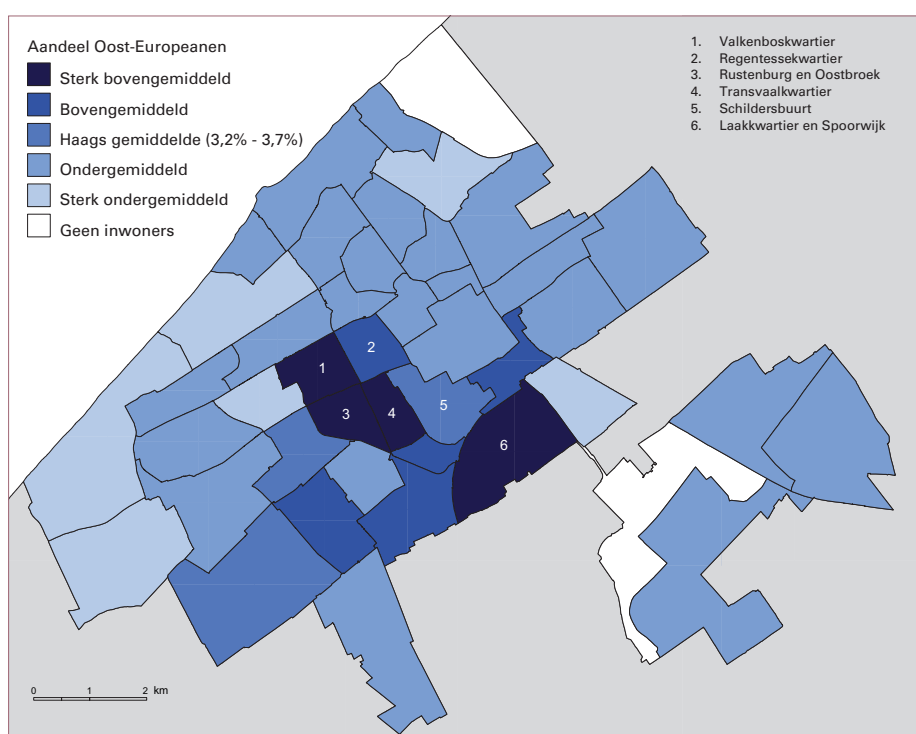 Aandeel Oost-Europeanen
Sterk bovengemiddeld
Bovengemiddeld
Haags gemiddelde (3,2% - 3,7%)
Ondergemiddeld
Sterk ondergemiddeld
Geen inwoners
1. Valkenboskwartier
2. Regentessekwartier
3. Rustenburg en Oostbroek
4. Transvaalkwartier
5. Schildersbuurt
6. Laakkwartier en Spoorwijk
2
1
3
4
5
6
0 1 2 km